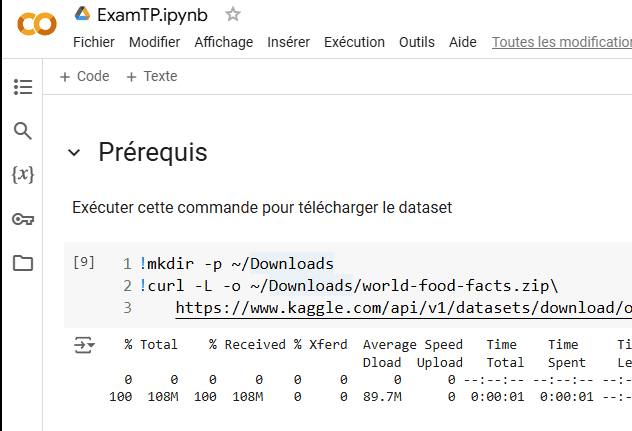 ExamTP.ipynb
Fichier Modifier Affichage Insérer Exécution Outils Aide Toutes les modification
+ Code + Texte
Prérequis
Exécuter cette commande pour télécharger le dataset
[9] 1 !mkdir -p ~/Downloads
2 !curl -L -o ~/Downloads/world-food-facts.zip\
3 https://www.kaggle.com/api/v1/datasets/download/o
% Total % Received % Xferd Average Speed Time Time Ti
Dload Upload Total Spent Le
0 0 0 0 0 0 0 0 --:--:-- --:--:-- --:-
100 108M 100 108M 0 0 89.7M 0 0:00:01 0:00:01 --:-
{x}